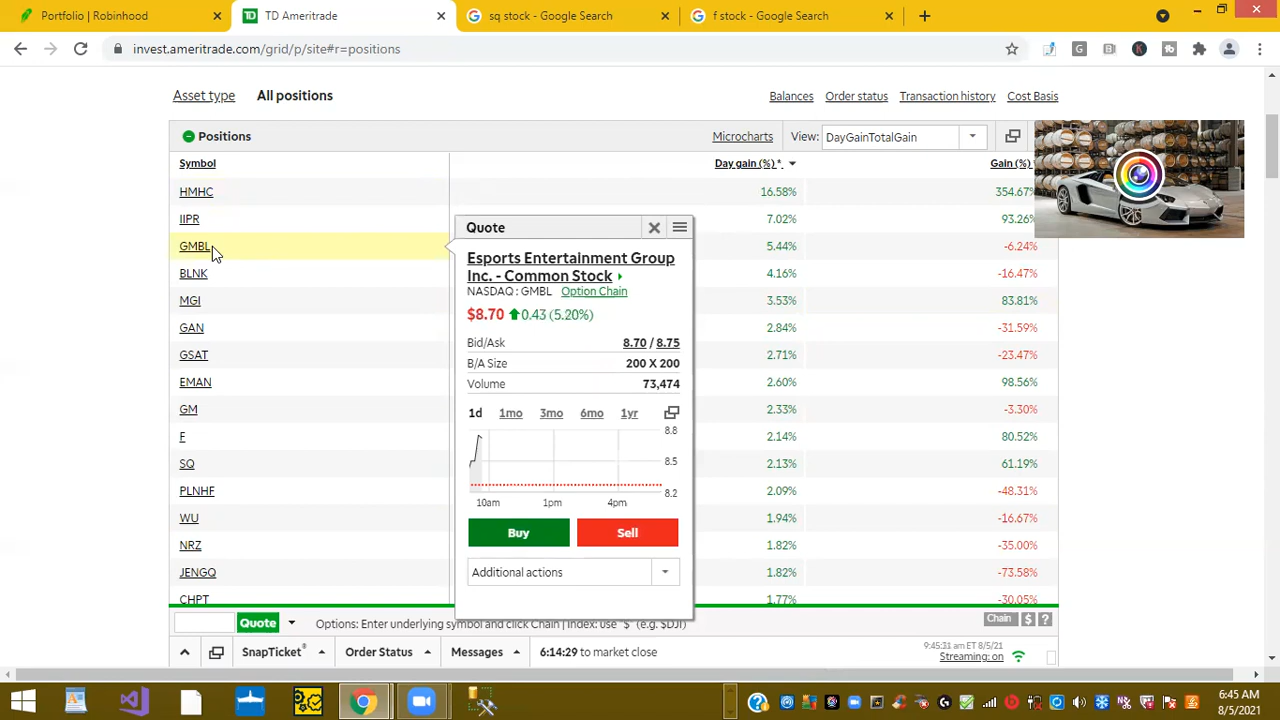 Portfolio | Robinhood
TD Ameritrade
sq stock - Google Search
f stock - Google Search
invest.ameritrade.com/grid/p/site#r=positions
Asset type All positions
Balances Order status Transaction history Cost Basis
Positions
Microcharts View: DayGainTotalGain
Symbol Day gain (%) * Gain (%)
HMHC 16.58% 354.67%
IIPR 7.02% 93.26%
GMBL 5.44% -6.24%
BLNK 4.16% -16.47%
MGI 3.53% 83.81%
GAN 2.84% -31.59%
GSAT 2.71% -23.47%
EMAN 2.60% 98.56%
GM 2.33% -3.30%
F 2.14% 80.52%
SQ 2.13% 61.19%
PLNHF 2.09% -48.31%
WU 1.94% -16.67%
NRZ 1.82% -35.00%
JENGQ 1.82% -73.58%
CHPT 1.77% -30.05%
Quote
Esports Entertainment Group
Inc. - Common Stock
NASDAQ : GMBL Option Chain
$8.70 0.43 (5.20%)
Bid/Ask 8.70 / 8.75
B/A Size 200 X 200
Volume 73,474
1d 1mo 3mo 6mo 1yr
8.8
8.5
8.2
10am 1pm 4pm
Buy Sell
Additional actions
Quote Options: Enter underlying symbol and click Chain | Index: use "$" (e.g. $DJI) Chain $ ?
SnapTicket® Order Status Messages 6:14:29 to market close
9:45:31 am ET 8/5/21
Streaming: on
6:45 AM
8/5/2021